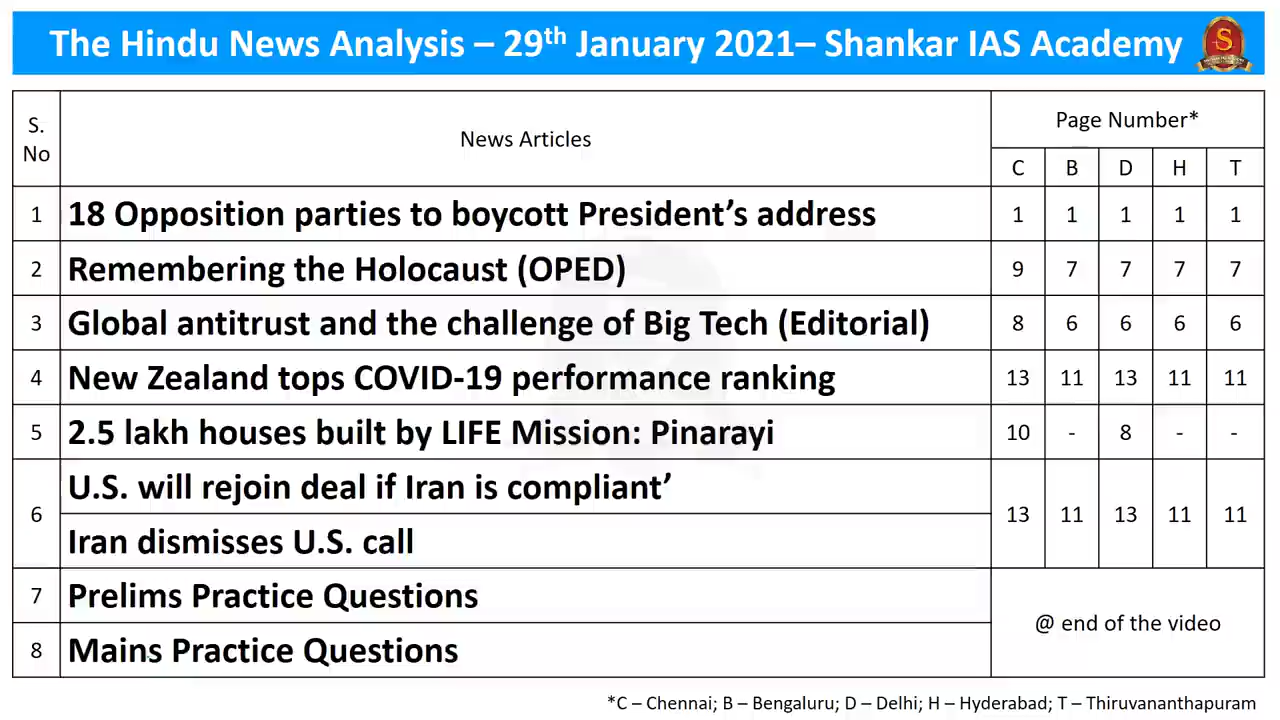 The Hindu News Analysis – 29th January 2021– Shankar IAS Academy
S. No News Articles Page Number*
C B D H T
1 18 Opposition parties to boycott President’s address 1 1 1 1 1
2 Remembering the Holocaust (OPED) 9 7 7 7 7
3 Global antitrust and the challenge of Big Tech (Editorial) 8 6 6 6 6
4 New Zealand tops COVID-19 performance ranking 13 11 13 11 11
5 2.5 lakh houses built by LIFE Mission: Pinarayi 10 - 8 - -
6 U.S. will rejoin deal if Iran is compliant’ 13 11 13 11 11
Iran dismisses U.S. call
7 Prelims Practice Questions @ end of the video
8 Mains Practice Questions
*C – Chennai; B – Bengaluru; D – Delhi; H – Hyderabad; T – Thiruvananthapuram